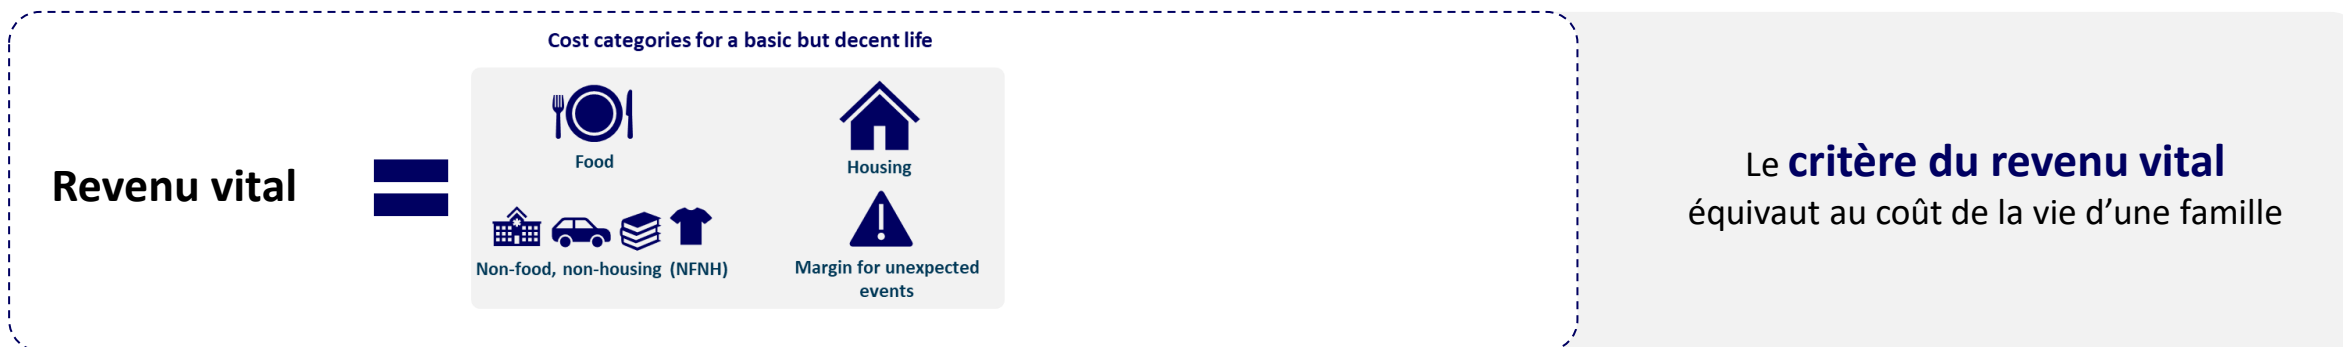 Cost categories for a basic but decent life
Revenu vital
Food
Housing
Non-food, non-housing (NFNH)
Margin for unexpected
events
Le critère du revenu vital
équivaut au coût de la vie d’une famille